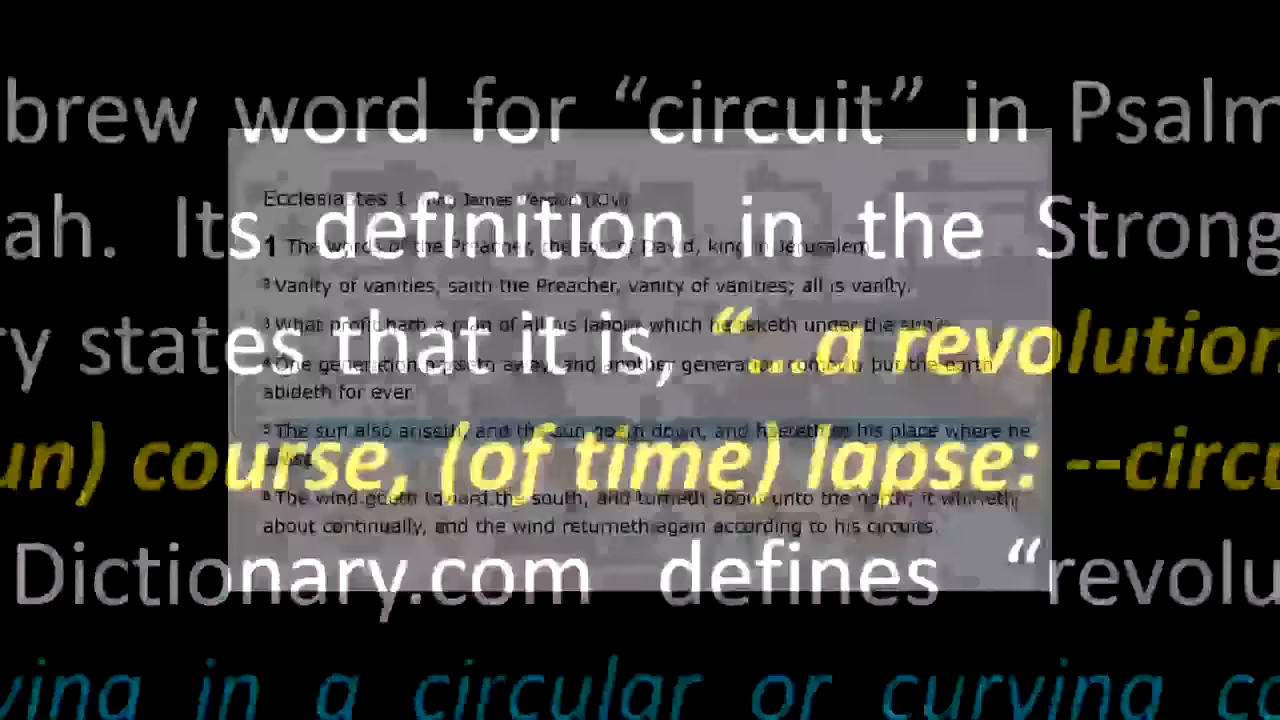 brew word for “circuit” in Psalm
ah. Its definition in the Strong
ry states that it is, “…a revolution
un) course, (of time) lapse: --circu
Dictionary.com defines “revolu
ving in a circular or curving co
Ecclesiastes 1 King James Version (KJV)
1 The words of the Preacher, the son of David, king in Jerusalem.
2 Vanity of vanities, saith the Preacher, vanity of vanities; all is vanity.
3 What profit hath a man of all his labour which he taketh under the sun?
4 One generation passeth away, and another generation cometh: but the earth
abideth for ever.
5 The sun also ariseth, and the sun goeth down, and hasteth to his place where he
6 The wind goeth toward the south, and turneth about unto the north; it whirleth
about continually, and the wind returneth again according to his circuits.